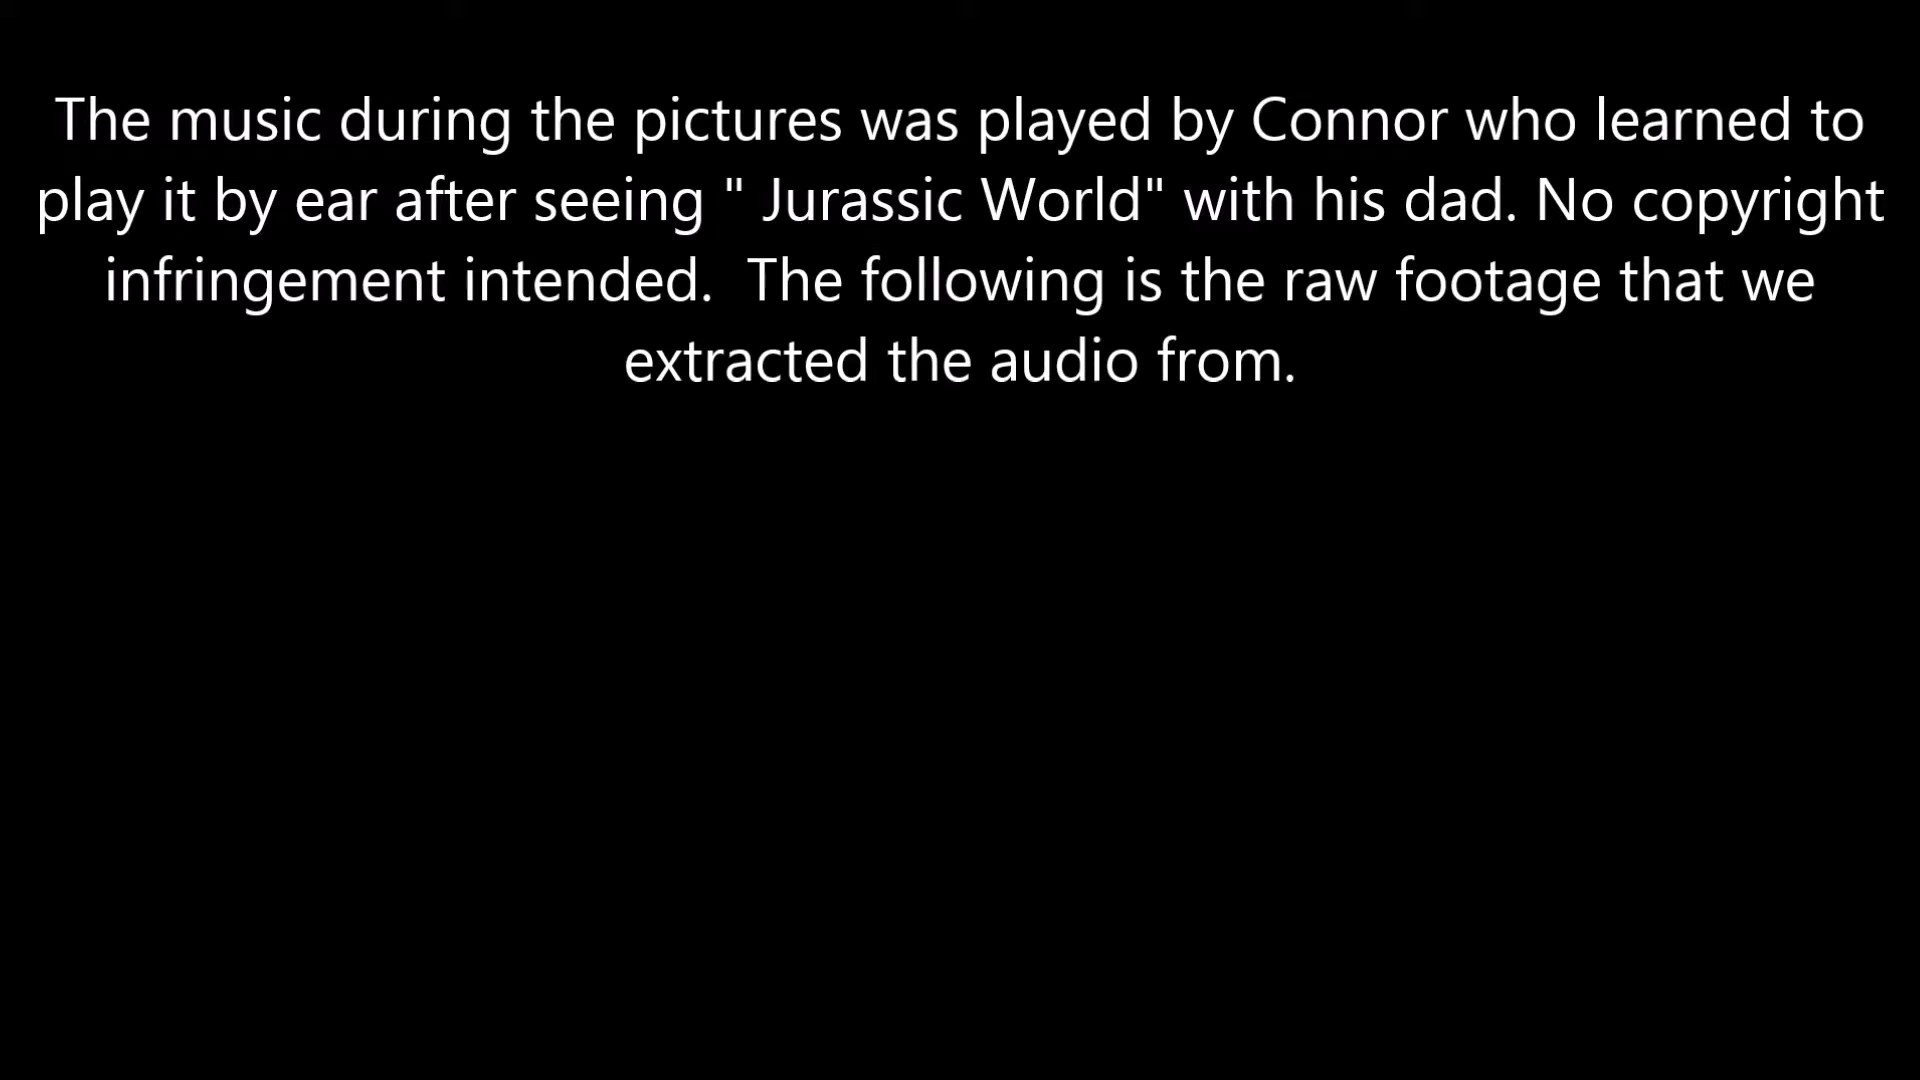 The music during the pictures was played by Connor who learned to
play it by ear after seeing " Jurassic World" with his dad. No copyright
infringement intended.  The following is the raw footage that we
extracted the audio from.